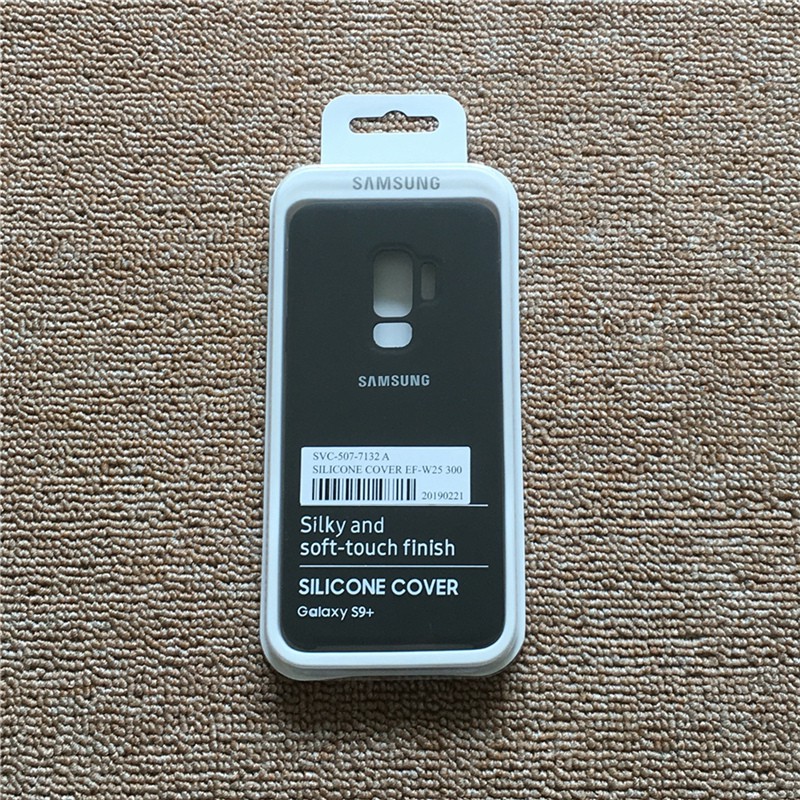 SAMSUNG
SAMSUNG
SVC-507-7132 A
SILICONE COVER EF-W25 300
20190221
Silky and
soft-touch finish
SILICONE COVER
Galaxy S9+